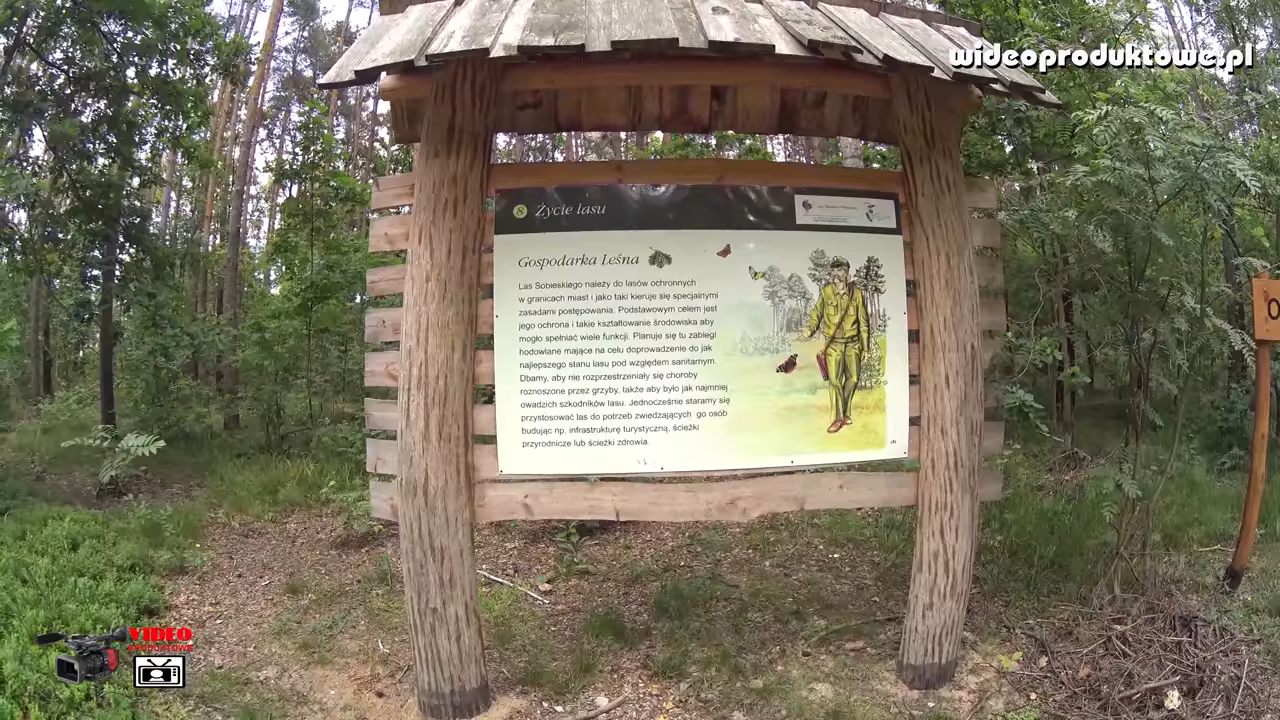 wideoproduktowe.pl
8 Życie lasu
Gospodarka Leśna
Las Sobieskiego należy do lasów ochronnych
w granicach miast i jako taki kieruje się specjalnymi
zasadami postępowania. Podstawowym celem jest
jego ochrona i takie kształtowanie środowiska aby
mogło spełniać wiele funkcji. Planuje się tu zabiegi
hodowlane mające na celu doprowadzenie do jak
najlepszego stanu lasu pod względem sanitarnym.
Dbamy, aby nie rozprzestrzeniały się choroby
roznoszone przez grzyby, także aby było jak najmniej
owadzich szkodników lasu. Jednocześnie staramy się
przystosować las do potrzeb zwiedzających go osób
budując np. infrastrukturę turystyczną, ścieżki
przyrodnicze lub ścieżki zdrowia.
VIDEO
PRODUKTOWE